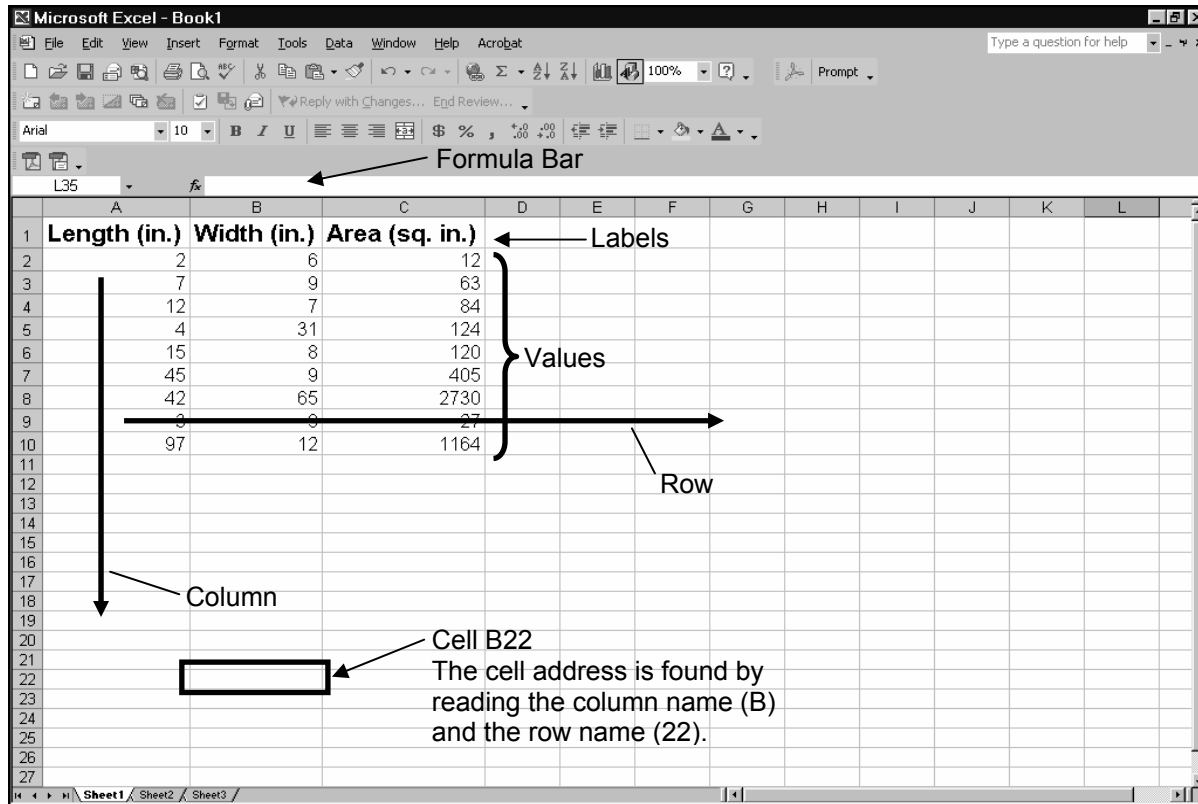 Microsoft Excel - Book1
File Edit View Insert Format Tools Data Window Help Acrobat Type a question for help
100% Prompt
Reply with Changes... End Review...
Arial 10 B I U $ % ,
Formula Bar
L35 fx
A B C D E F G H I J K L
1 Length (in.) Width (in.) Area (sq. in.) Labels
2 2 6 12
3 7 9 63
4 12 7 84
5 4 31 124
6 15 8 120
Values
7 45 9 405
8 42 65 2730
9 3 9 27
10 97 12 1164
11
12 Row
13
14
15
16
17
18 Column
19
20 Cell B22
21 The cell address is found by
22 reading the column name (B)
23 and the row name (22).
24
25
26
27
Sheet1 Sheet2 Sheet3